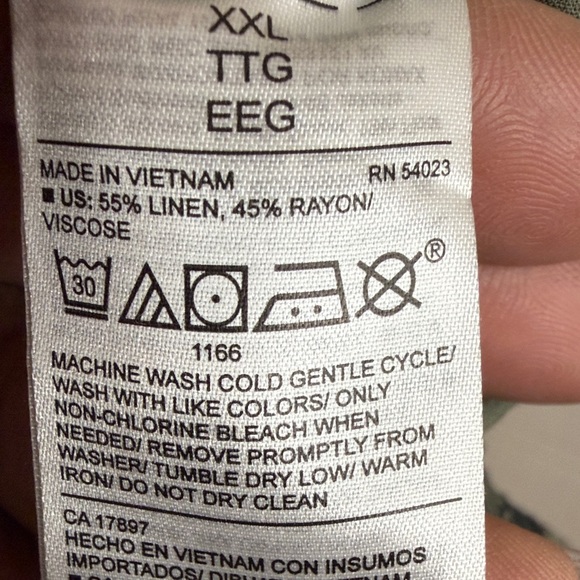 XXL
TTG
EEG
MADE IN VIETNAM RN 54023
■ US: 55% LINEN, 45% RAYON/
VISCOSE
30
®
1166
MACHINE WASH COLD GENTLE CYCLE/
WASH WITH LIKE COLORS/ ONLY
NON-CHLORINE BLEACH WHEN
NEEDED/ REMOVE PROMPTLY FROM
WASHER/ TUMBLE DRY LOW/ WARM
IRON/ DO NOT DRY CLEAN
CA 17897
HECHO EN VIETNAM CON INSUMOS
IMPORTADOS/